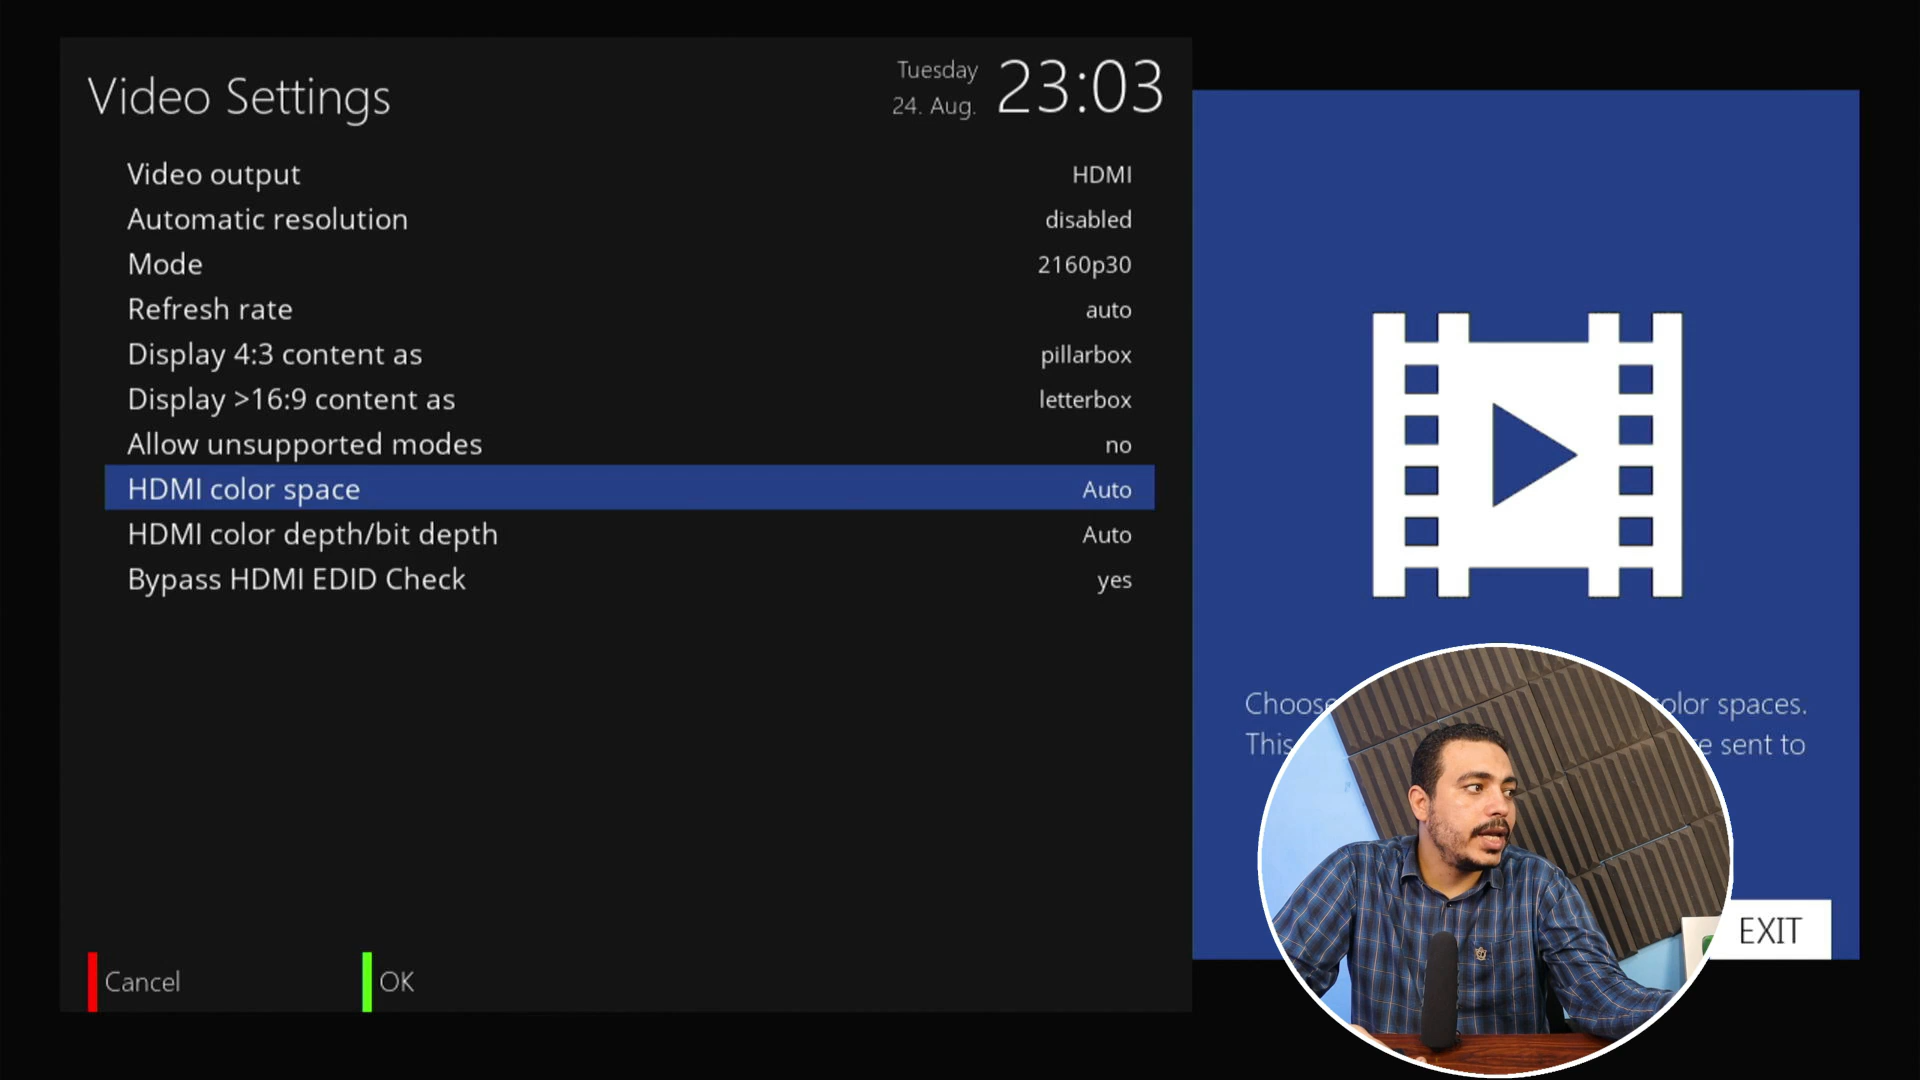 Video Settings
Tuesday
24. Aug.
23:03
Video output HDMI
Automatic resolution disabled
Mode 2160p30
Refresh rate auto
Display 4:3 content as pillarbox
Display >16:9 content as letterbox
Allow unsupported modes no
HDMI color space Auto
HDMI color depth/bit depth Auto
Bypass HDMI EDID Check yes
Choose color spaces.
This sent to
EXIT
Cancel
OK